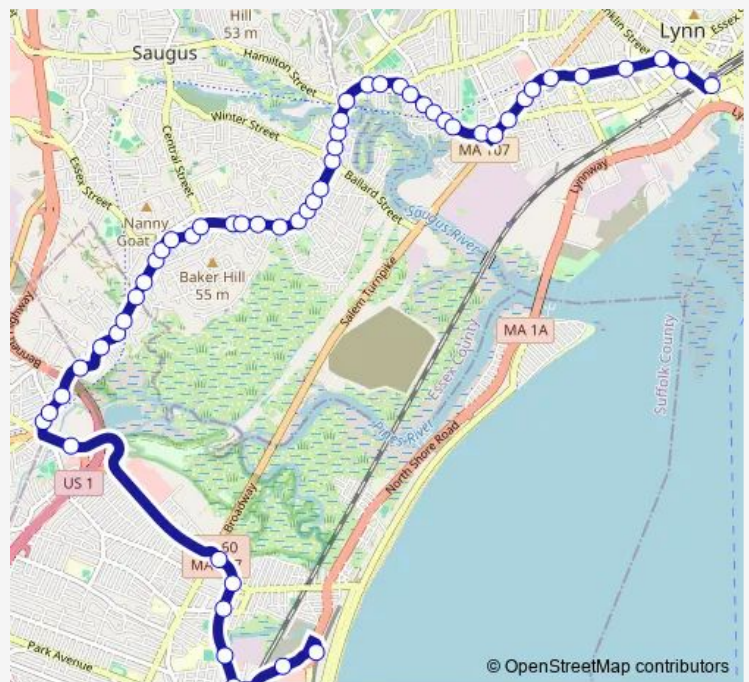 Hill
53 m
Saugus
Hamilton Street
Lynn
Winter Street
MA 107
Central Street
Essex Street
Ballard Street
Lynnway
Nanny
Goat
Saugus River
Baker Hill
55 m
Salem Turnpike
MA 1A
Essex County
Suffolk County
Pines River
North Shore Road
US 1
Broadway
60
Park Avenue
© OpenStreetMap contributors